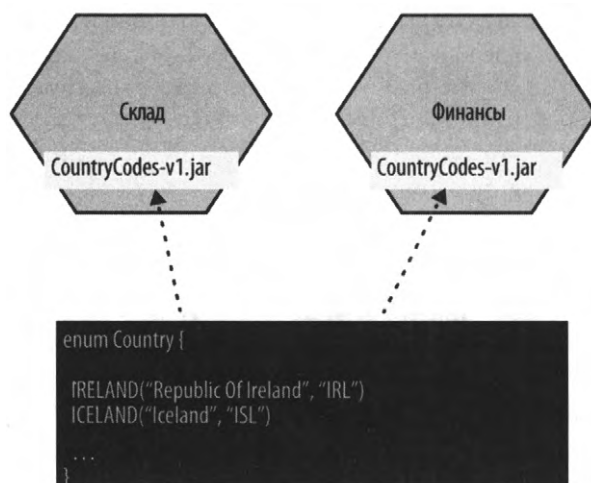 Склад
Финансы
CountryCodes-v1.jar
CountryCodes-v1.jar
enum Country {
IRELAND(“Republic Of Ireland”, “IRL”)
ICELAND(“Iceland”, “ISL”)
...
}